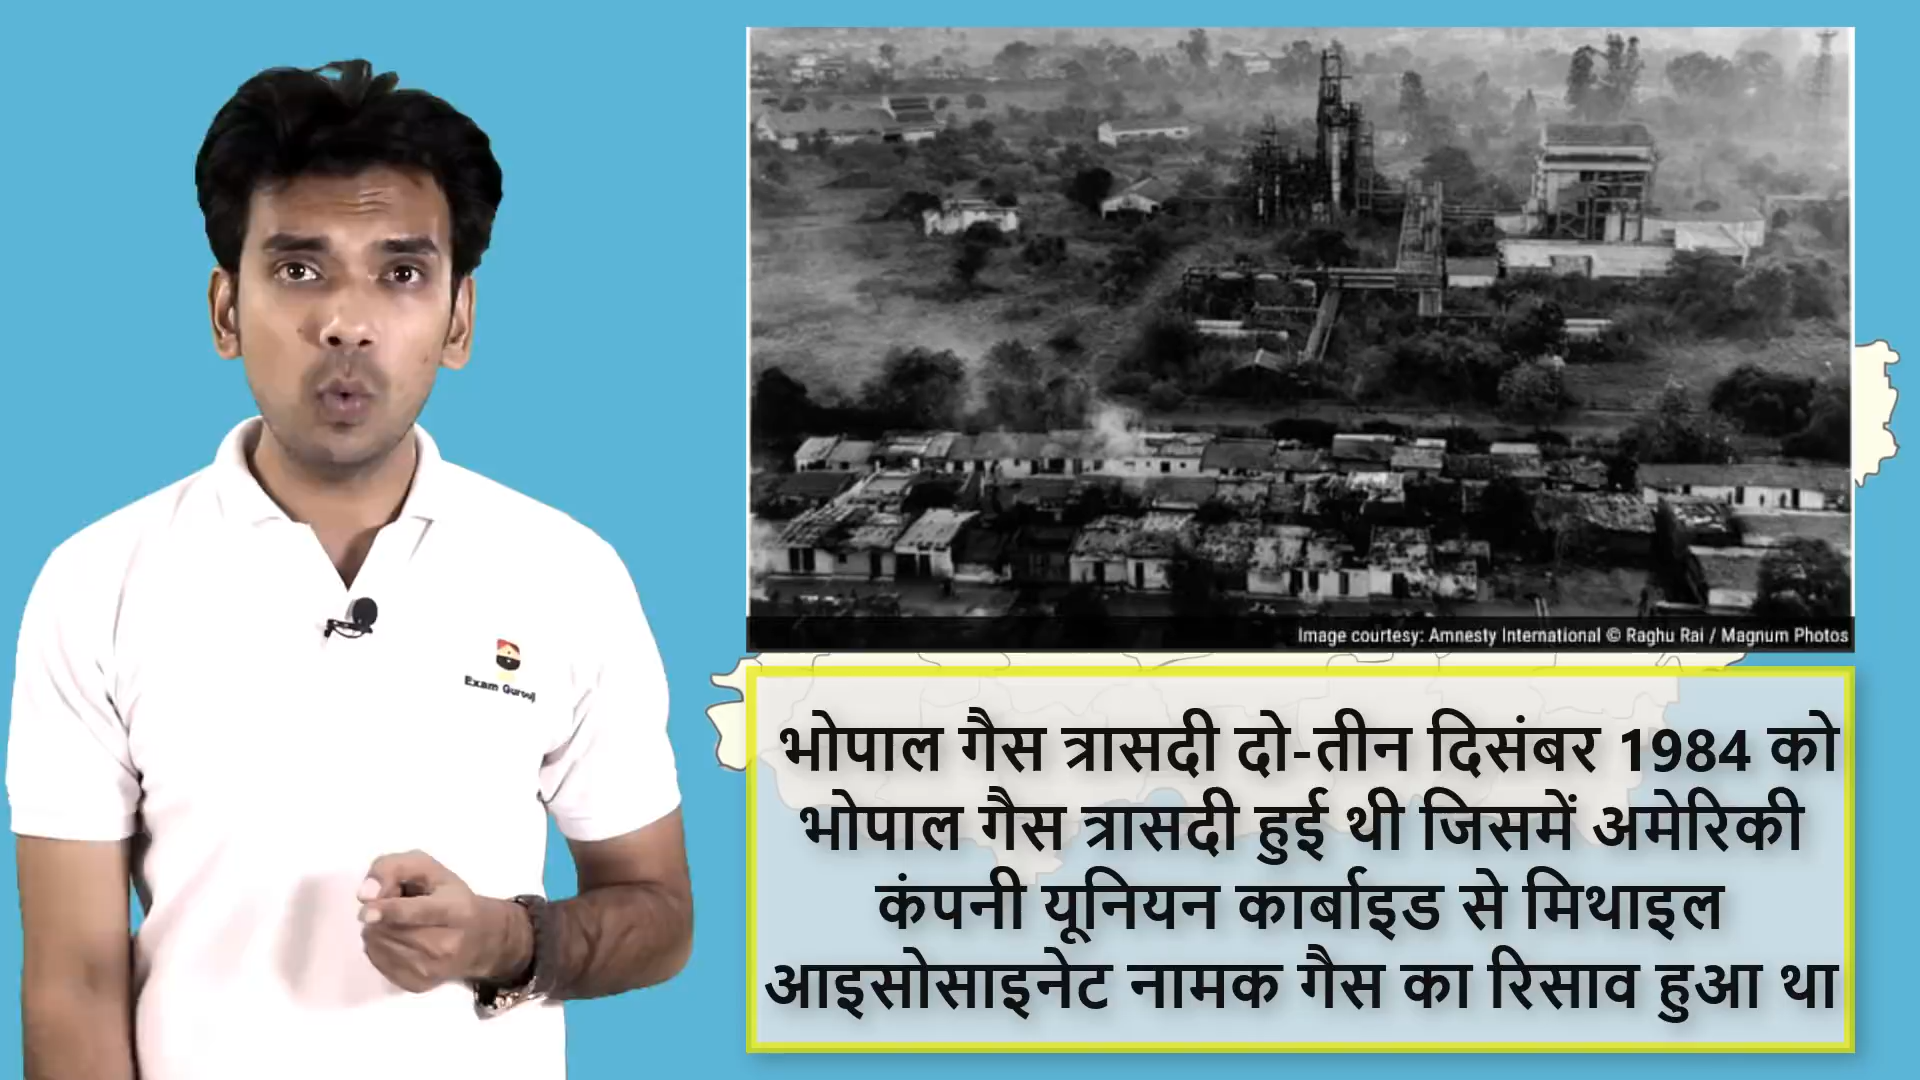 Image courtesy: Amnesty International © Raghu Rai / Magnum Photos
Exam Guruuj
भोपाल गैस त्रासदी दो-तीन दिसंबर 1984 को
भोपाल गैस त्रासदी हुई थी जिसमें अमेरिकी
कंपनी यूनियन कार्बाइड से मिथाइल
आइसोसाइनेट नामक गैस का रिसाव हुआ था